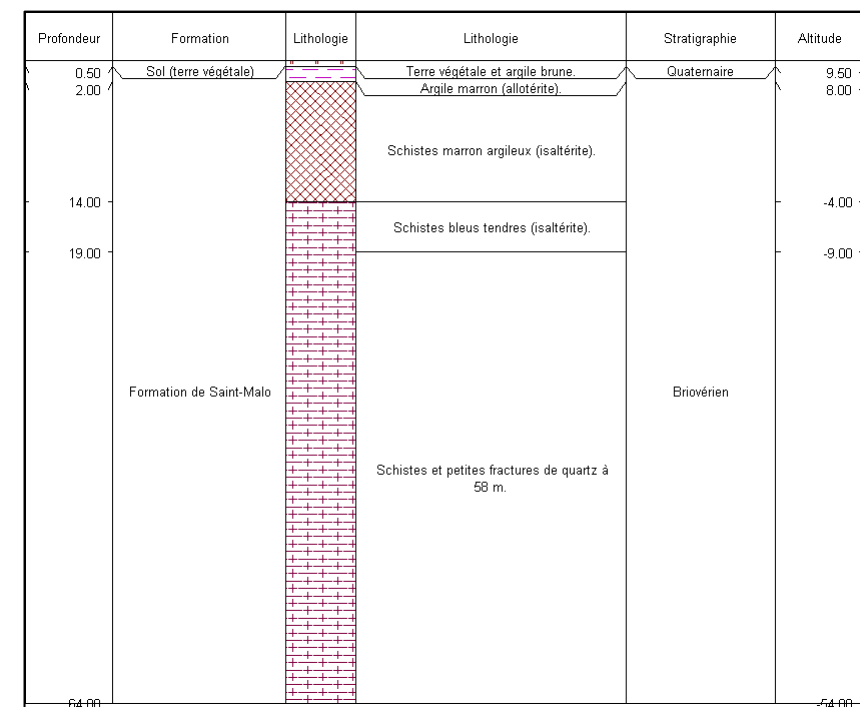 Profondeur Formation Lithologie Lithologie Stratigraphie Altitude
0.50 Sol (terre végétale) Terre végétale et argile brune. Quaternaire 9.50
2.00 Argile marron (allotérite). 8.00
Schistes marron argileux (isaltérite).
14.00 -4.00
Schistes bleus tendres (isaltérite).
19.00 -9.00
Formation de Saint-Malo Briovérien
Schistes et petites fractures de quartz à
58 m.
64.00 -54.00